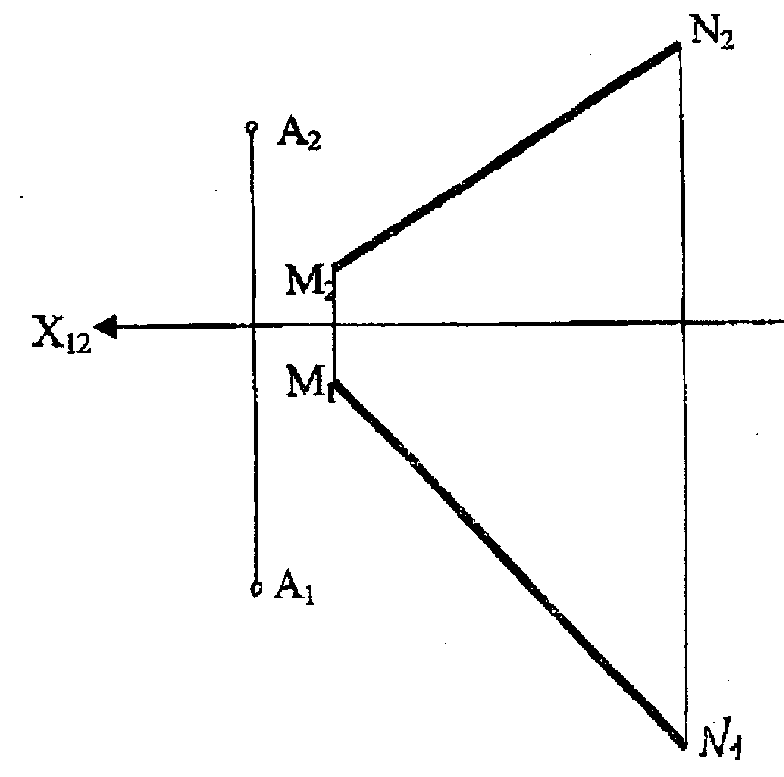 N₂
A₂
M₂
X₁₂
M₁
A₁
N₁